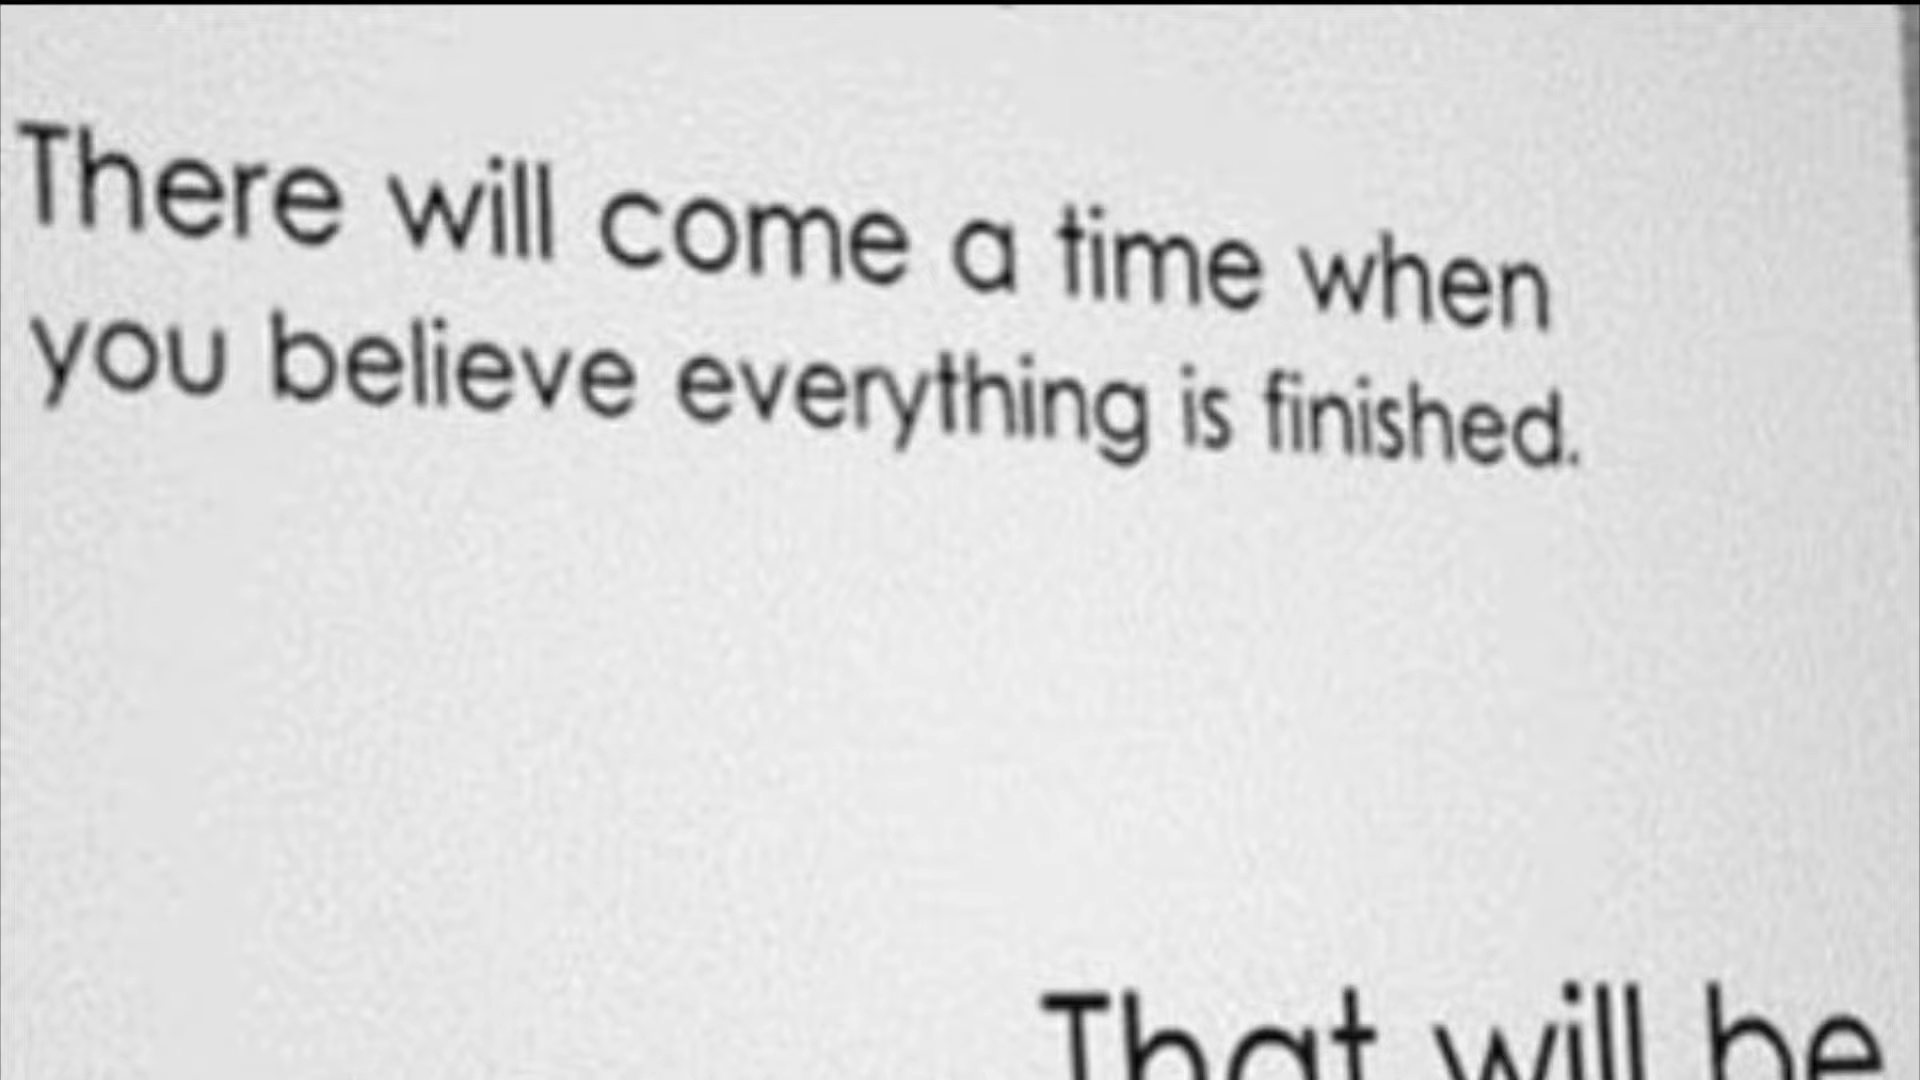 There will come a time when
you believe everything is finished.
That will be